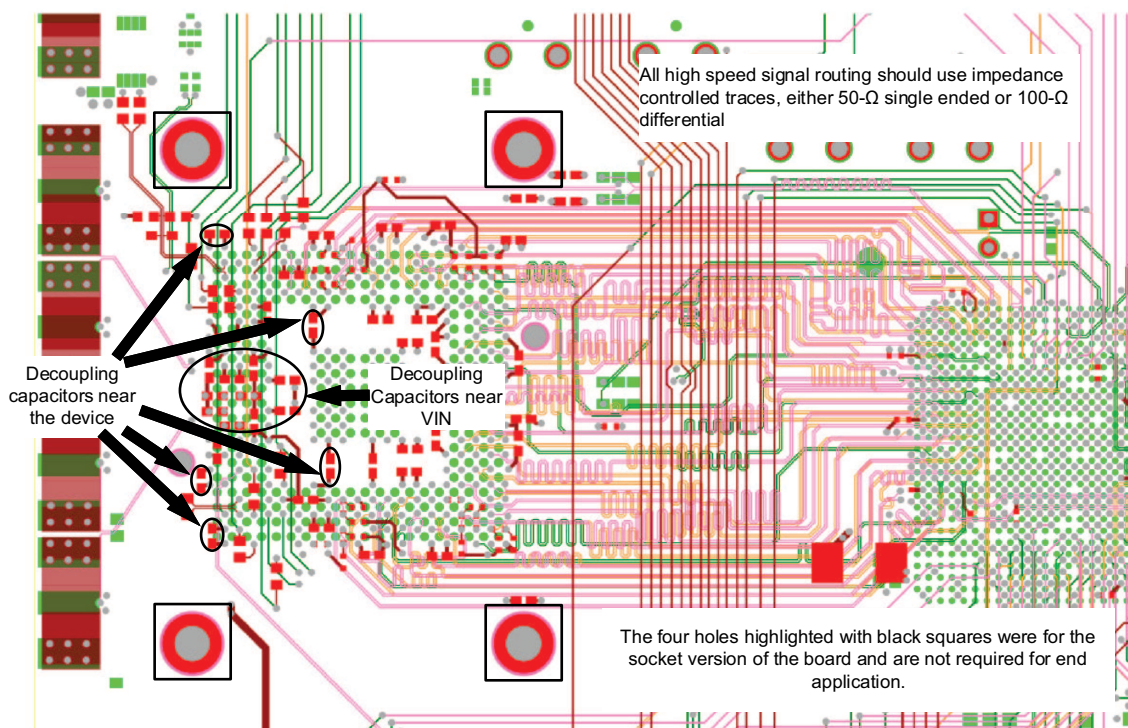 All high speed signal routing should use impedance
controlled traces, either 50-Ω single ended or 100-Ω
differential
Decoupling
capacitors near
the device
Decoupling
Capacitors near
VIN
The four holes highlighted with black squares were for the
socket version of the board and are not required for end
application.